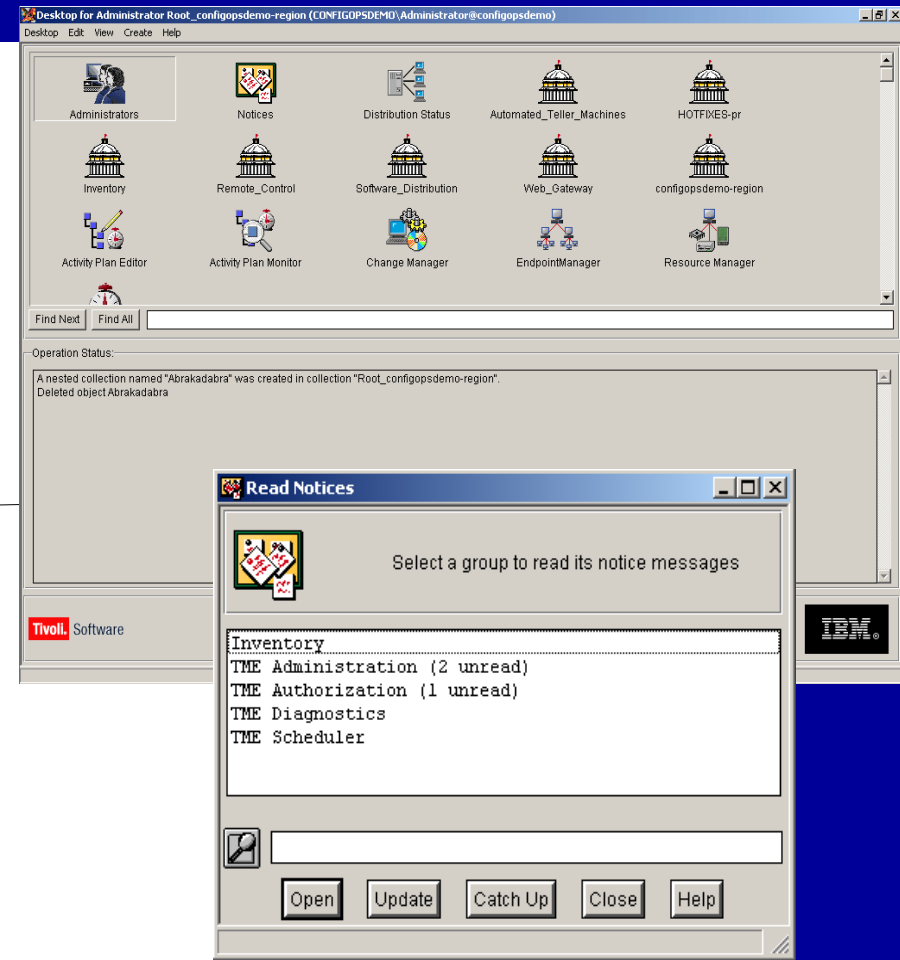 Desktop for Administrator Root_configopsdemo-region (CONFIGOPSDEMO\Administrator@configopsdemo)
Desktop Edit View Create Help
Administrators Notices Distribution Status Automated_Teller_Machines HOTFIXES-pr
Inventory Remote_Control Software_Distribution Web_Gateway configopsdemo-region
Activity Plan Editor Activity Plan Monitor Change Manager EndpointManager Resource Manager
Find Next Find All
Operation Status:
A nested collection named "Abrakadabra" was created in collection "Root_configopsdemo-region".
Deleted object Abrakadabra
Read Notices
Select a group to read its notice messages
Tivoli. Software
IBM.
Inventory
TME Administration (2 unread)
TME Authorization (1 unread)
TME Diagnostics
TME Scheduler
Open Update Catch Up Close Help